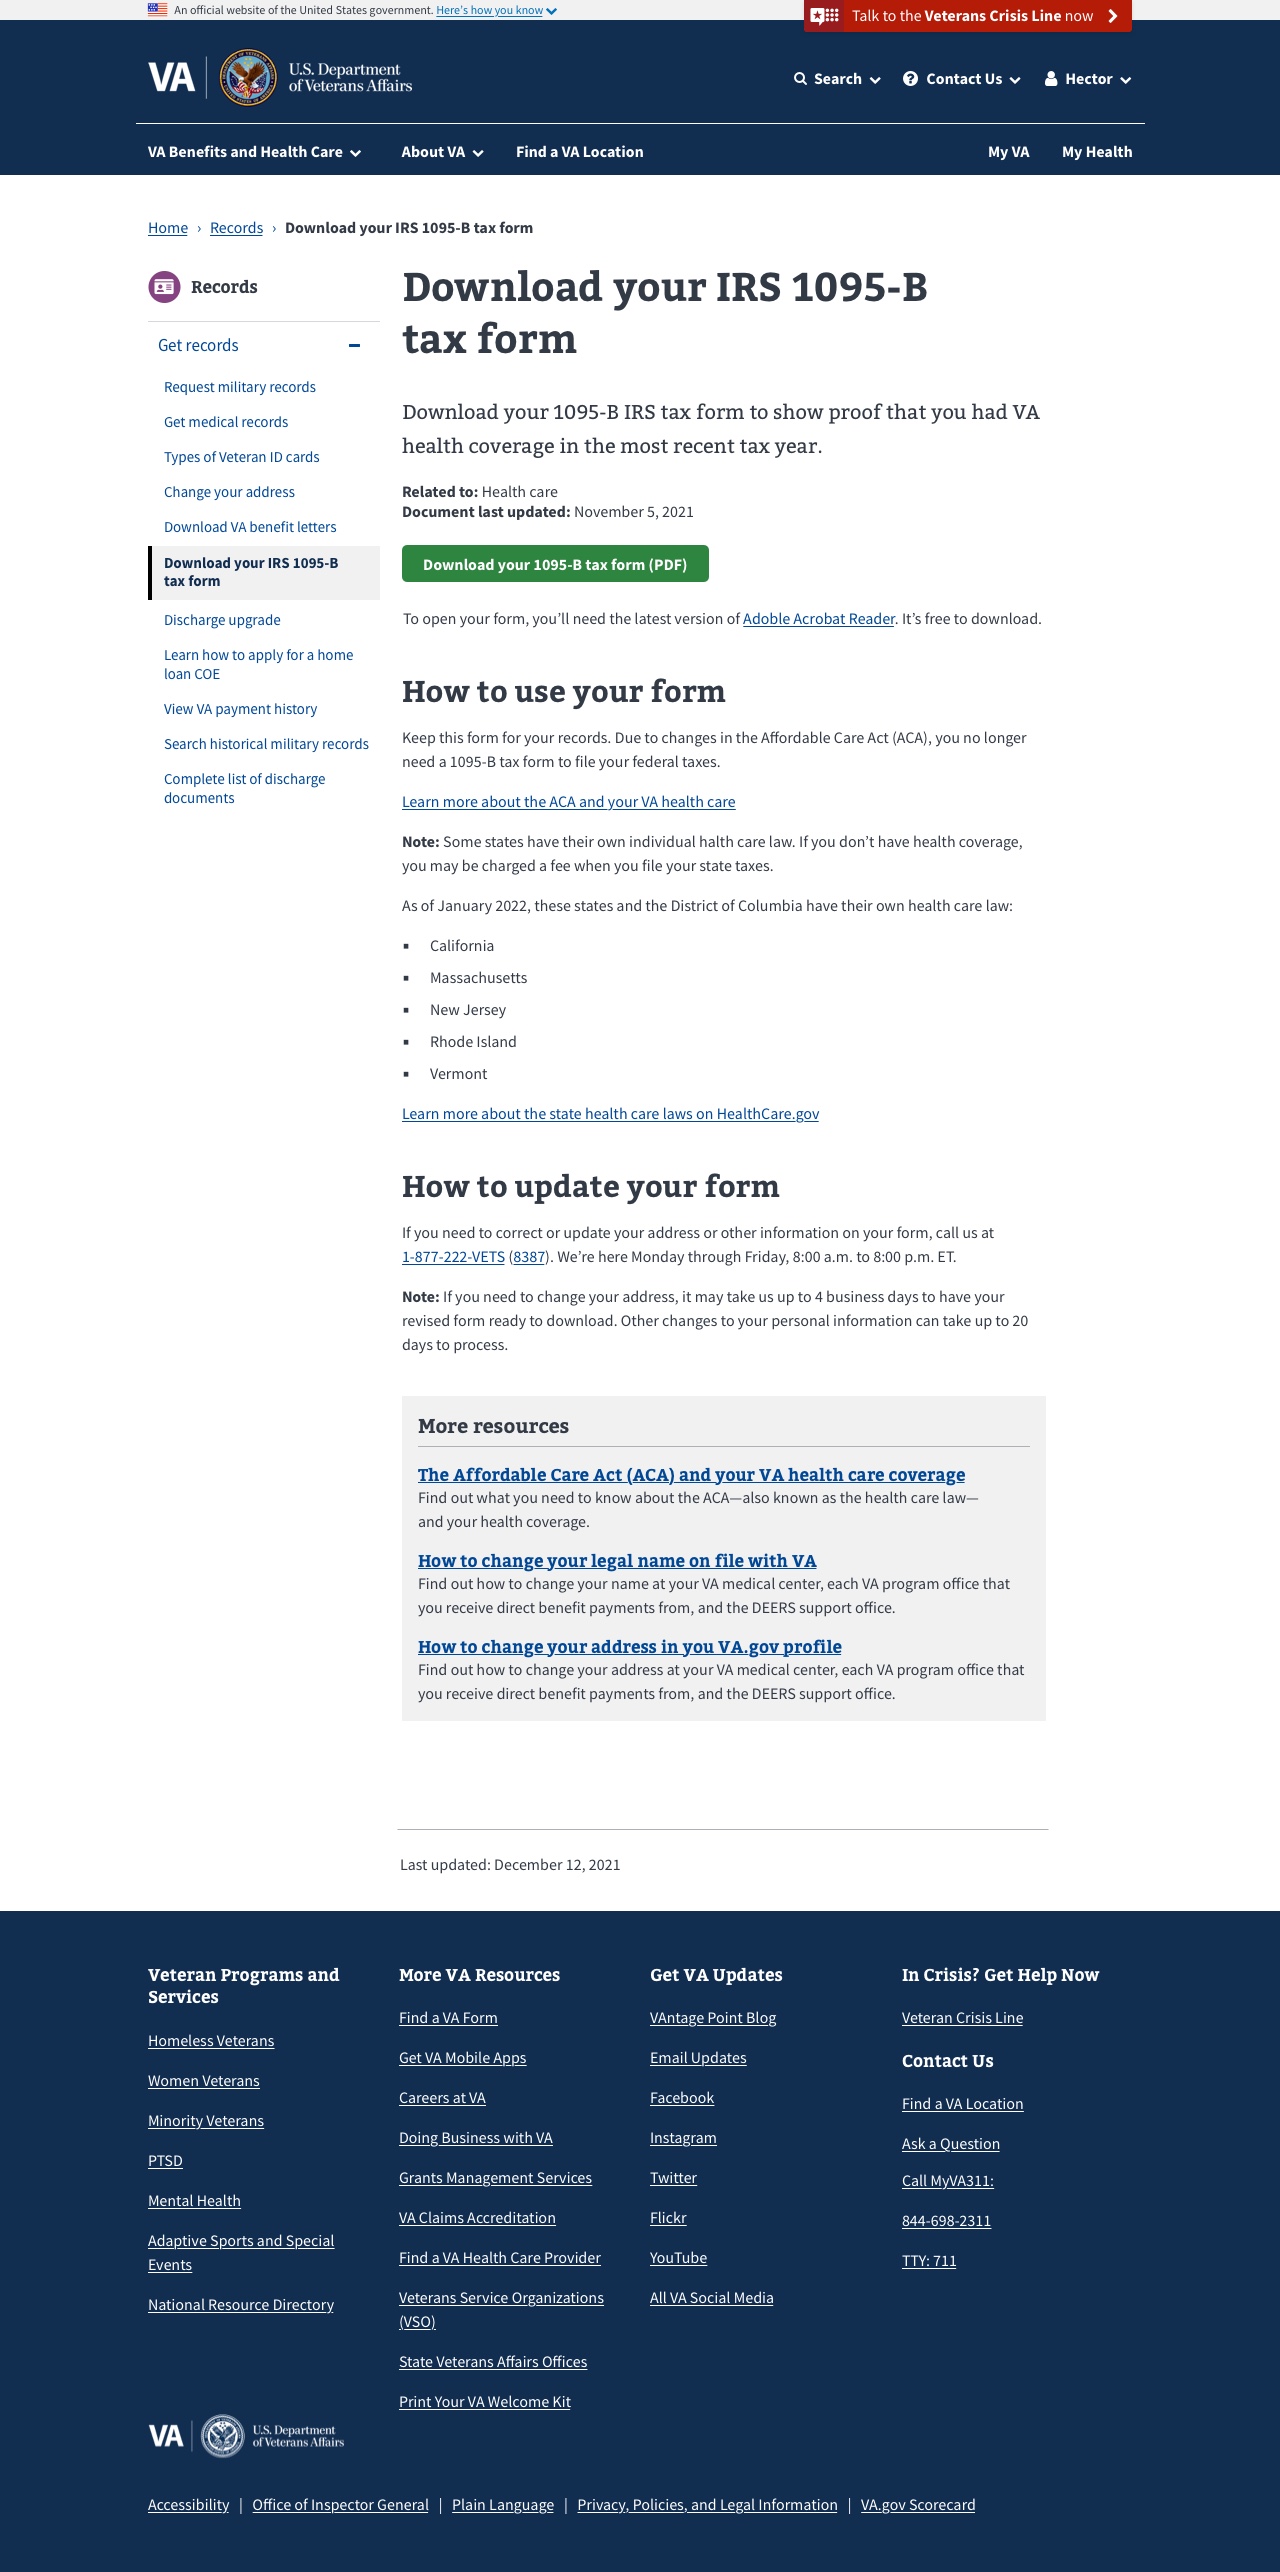 An official website of the United States government. Here's how you know
Talk to the Veterans Crisis Line now
VA
U.S. Department
of Veterans Affairs
Search
Contact Us
Hector
VA Benefits and Health Care
About VA
Find a VA Location
My VA
My Health
Home › Records › Download your IRS 1095-B tax form
Records
Get records
Request military records
Get medical records
Types of Veteran ID cards
Change your address
Download VA benefit letters
Download your IRS 1095-B
tax form
Discharge upgrade
Learn how to apply for a home
loan COE
View VA payment history
Search historical military records
Complete list of discharge
documents
Download your IRS 1095-B
tax form
Download your 1095-B IRS tax form to show proof that you had VA
health coverage in the most recent tax year.
Related to: Health care
Document last updated: November 5, 2021
Download your 1095-B tax form (PDF)
To open your form, you’ll need the latest version of Adoble Acrobat Reader. It’s free to download.
How to use your form
Keep this form for your records. Due to changes in the Affordable Care Act (ACA), you no longer
need a 1095-B tax form to file your federal taxes.
Learn more about the ACA and your VA health care
Note: Some states have their own individual halth care law. If you don’t have health coverage,
you may be charged a fee when you file your state taxes.
As of January 2022, these states and the District of Columbia have their own health care law:
▪ California
▪ Massachusetts
▪ New Jersey
▪ Rhode Island
▪ Vermont
Learn more about the state health care laws on HealthCare.gov
How to update your form
If you need to correct or update your address or other information on your form, call us at
1-877-222-VETS (8387). We’re here Monday through Friday, 8:00 a.m. to 8:00 p.m. ET.
Note: If you need to change your address, it may take us up to 4 business days to have your
revised form ready to download. Other changes to your personal information can take up to 20
days to process.
More resources
The Affordable Care Act (ACA) and your VA health care coverage
Find out what you need to know about the ACA—also known as the health care law—
and your health coverage.
How to change your legal name on file with VA
Find out how to change your name at your VA medical center, each VA program office that
you receive direct benefit payments from, and the DEERS support office.
How to change your address in you VA.gov profile
Find out how to change your address at your VA medical center, each VA program office that
you receive direct benefit payments from, and the DEERS support office.
Last updated: December 12, 2021
Veteran Programs and
Services
Homeless Veterans
Women Veterans
Minority Veterans
PTSD
Mental Health
Adaptive Sports and Special
Events
National Resource Directory
More VA Resources
Find a VA Form
Get VA Mobile Apps
Careers at VA
Doing Business with VA
Grants Management Services
VA Claims Accreditation
Find a VA Health Care Provider
Veterans Service Organizations
(VSO)
State Veterans Affairs Offices
Print Your VA Welcome Kit
Get VA Updates
VAntage Point Blog
Email Updates
Facebook
Instagram
Twitter
Flickr
YouTube
All VA Social Media
In Crisis? Get Help Now
Veteran Crisis Line
Contact Us
Find a VA Location
Ask a Question
Call MyVA311:
844-698-2311
TTY: 711
VA
U.S. Department
of Veterans Affairs
Accessibility | Office of Inspector General | Plain Language | Privacy, Policies, and Legal Information | VA.gov Scorecard